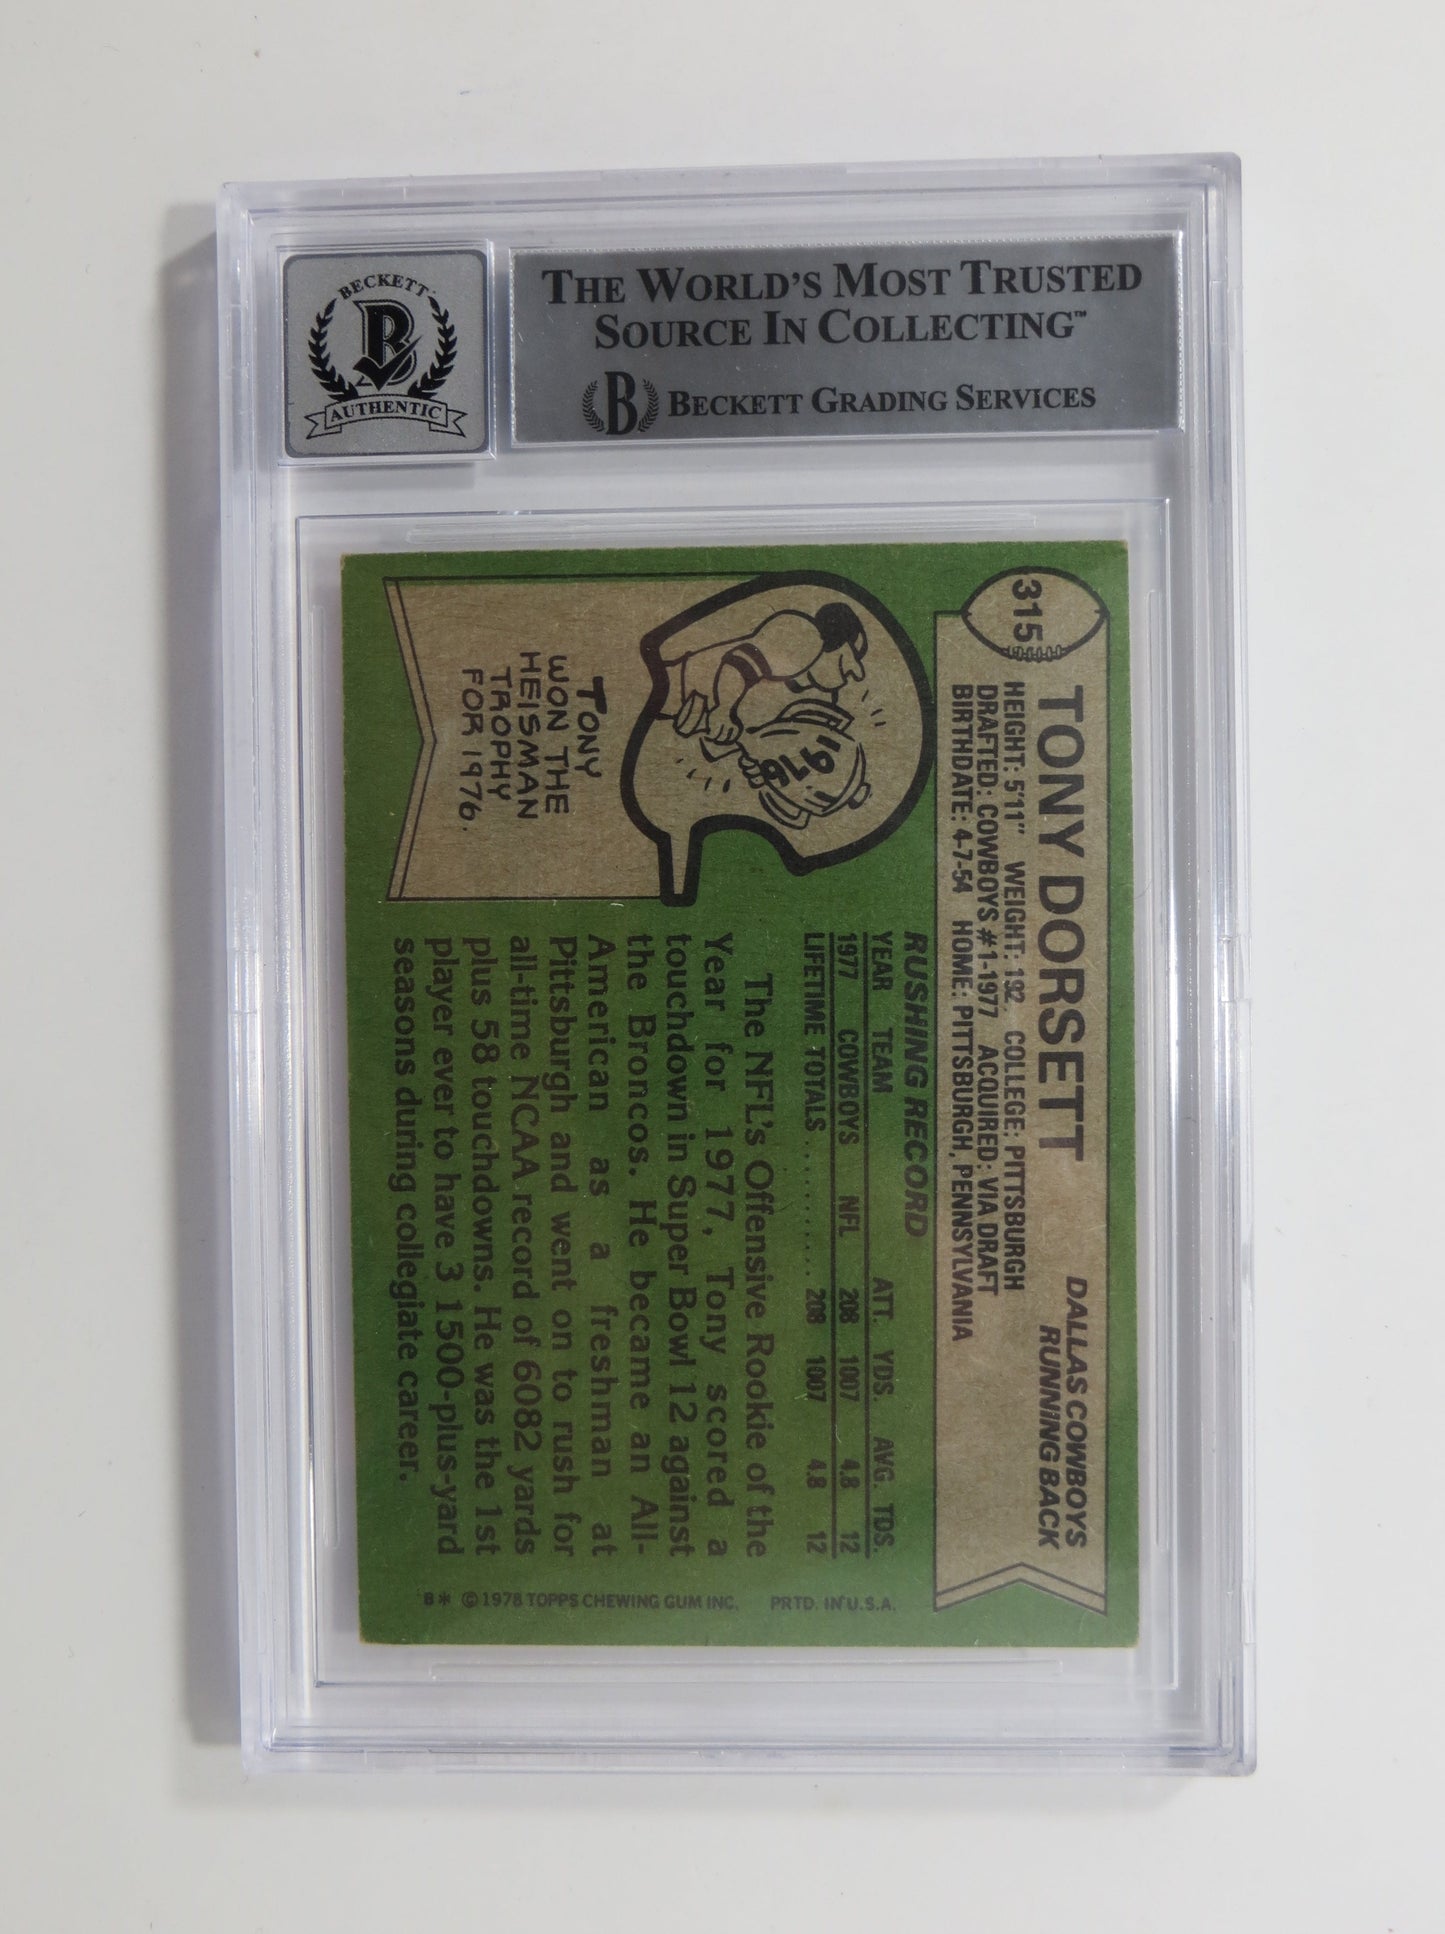 BECKETT
B
AUTHENTIC
THE WORLD'S MOST TRUSTED
SOURCE IN COLLECTING™
B BECKETT GRADING SERVICES
315
TONY DORSETT
DALLAS COWBOYS
RUNNING BACK
HEIGHT: 5'11" WEIGHT: 192 COLLEGE: PITTSBURGH
DRAFTED: COWBOYS #1-1977 ACQUIRED: VIA DRAFT
BIRTHDATE: 4-7-54 HOME: PITTSBURGH, PENNSYLVANIA
1976
TONY
WON THE
HEISMAN
TROPHY
FOR 1976.
RUSHING RECORD
YEAR TEAM ATT. YDS. AVG. TDS.
1977 COWBOYS NFL 208 1007 4.8 12
LIFETIME TOTALS ............ 208 1007 4.8 12
The NFL's Offensive Rookie of the
Year for 1977, Tony scored a
touchdown in Super Bowl 12 against
the Broncos. He became an All-
American as a freshman at
Pittsburgh and went on to rush for
all-time NCAA record of 6082 yards
plus 58 touchdowns. He was the 1st
player ever to have 3 1500-plus-yard
seasons during collegiate career.
B* © 1978 TOPPS CHEWING GUM INC. PRTD. IN U.S.A.